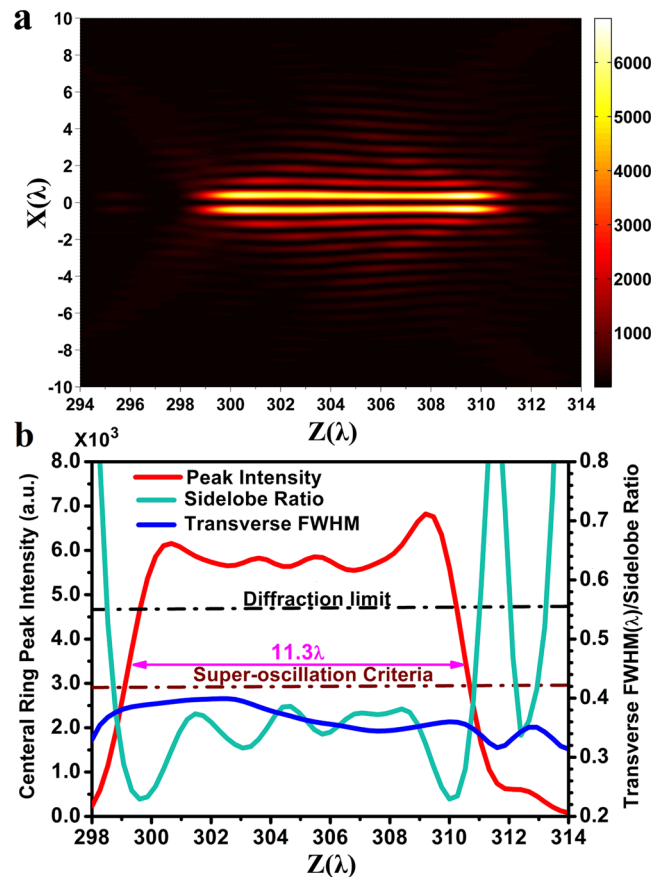 a
10
8
6
4
2
0
-2
-4
-6
-8
-10
X(λ)
294 296 298 300 302 304 306 308 310 312 314
Z(λ)
6000
5000
4000
3000
2000
1000
b
X10³
8.0
7.0
6.0
5.0
4.0
3.0
2.0
1.0
0.0
Centeral Ring Peak Intensity (a.u.)
Peak Intensity
Sidelobe Ratio
Transverse FWHM
Diffraction limit
11.3λ
Super-oscillation Criteria
0.8
0.7
0.6
0.5
0.4
0.3
0.2
Transverse FWHM(λ)/Sidelobe Ratio
298 300 302 304 306 308 310 312 314
Z(λ)